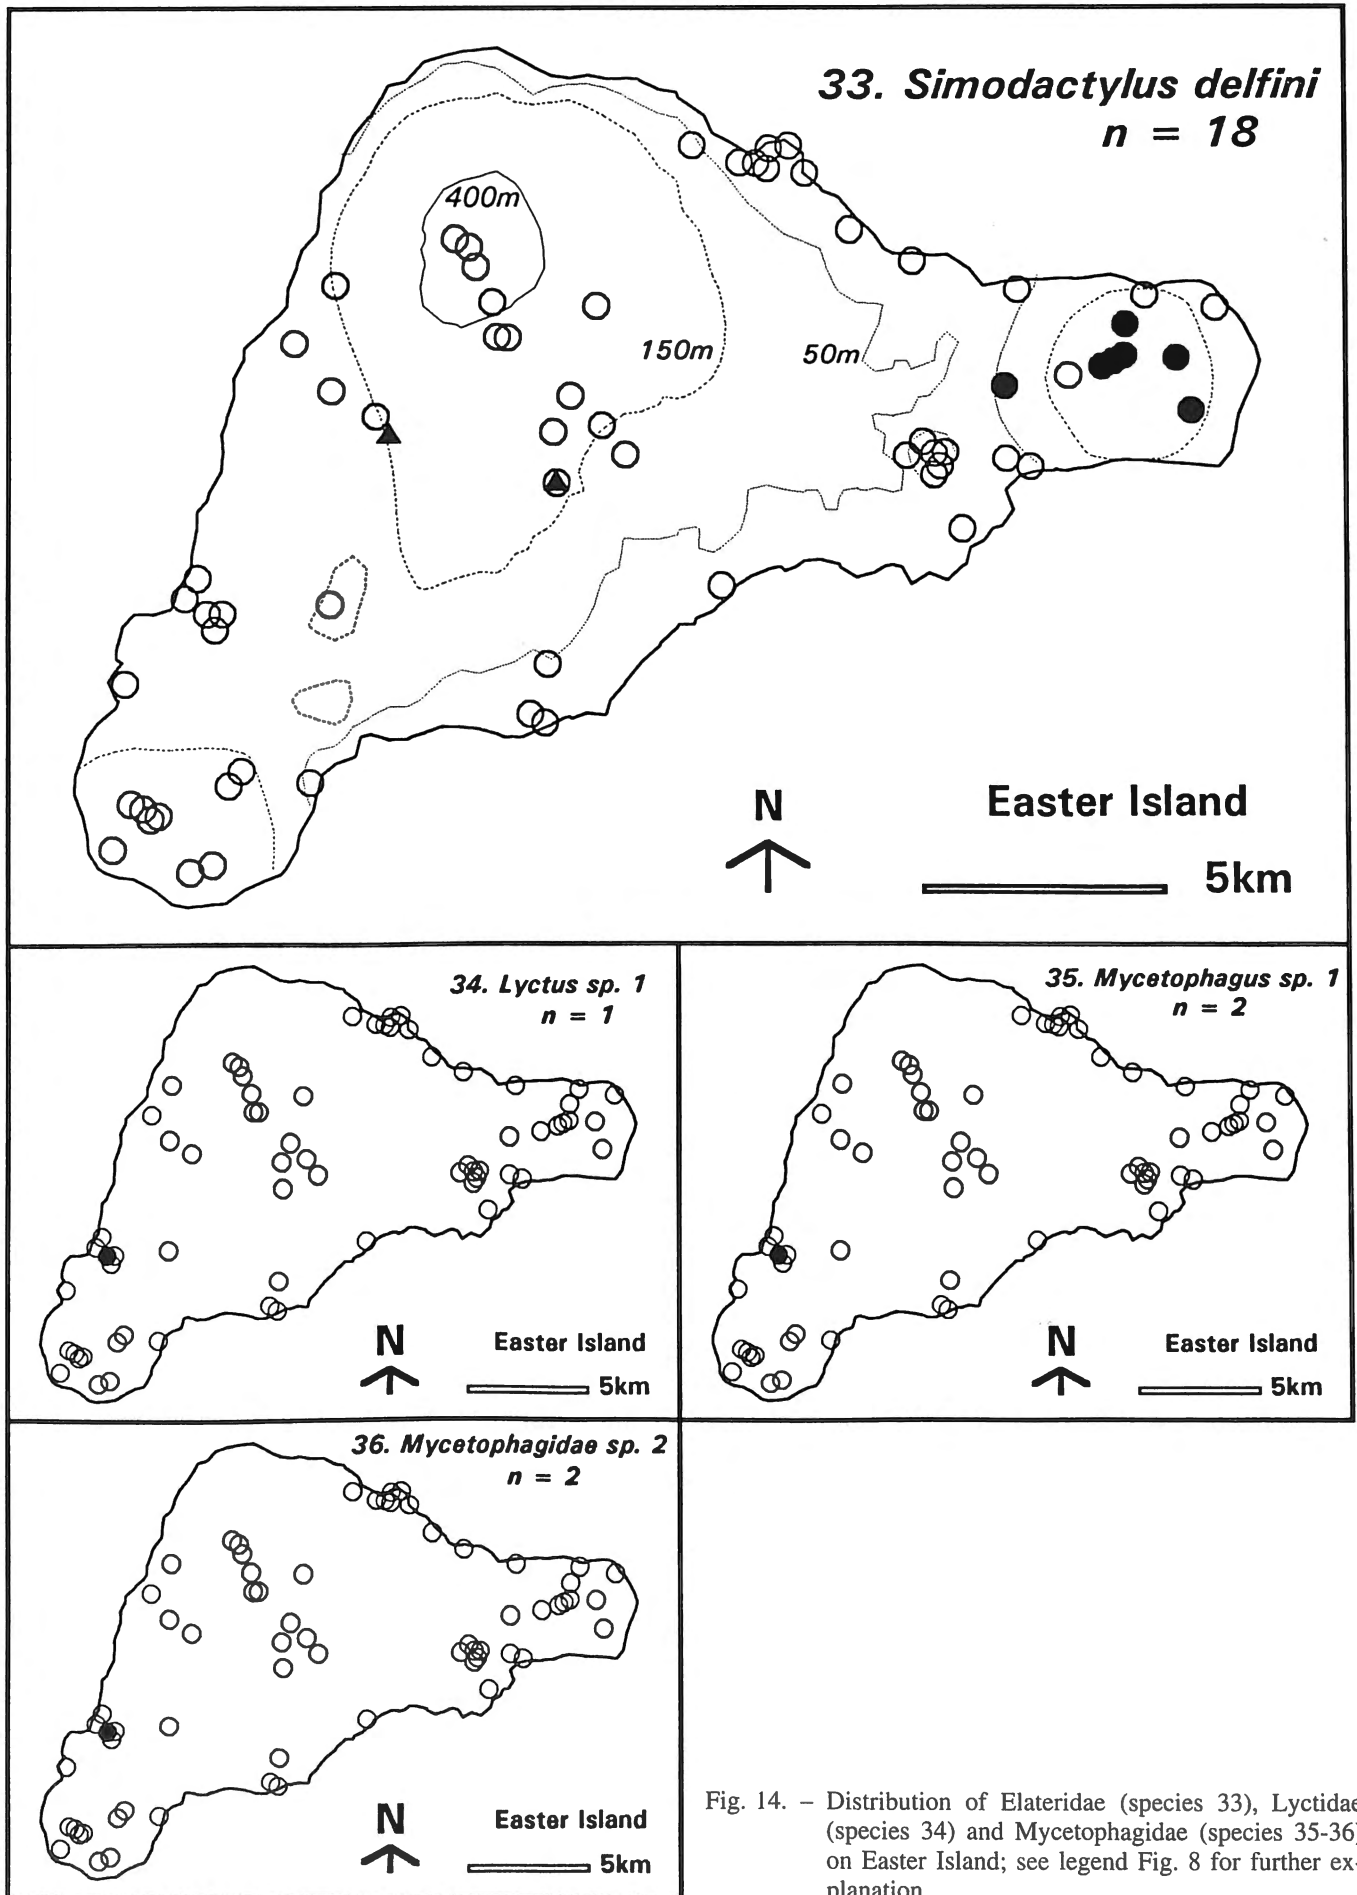 33. Simodactylus delfini
n = 18
400m
150m
50m
N
Easter Island
5km
34. Lyctus sp. 1
n = 1
N
Easter Island
5km
35. Mycetophagus sp. 1
n = 2
N
Easter Island
5km
36. Mycetophagidae sp. 2
n = 2
N
Easter Island
5km
Fig. 14. – Distribution of Elateridae (species 33), Lyctidae
(species 34) and Mycetophagidae (species 35-36)
on Easter Island; see legend Fig. 8 for further ex-
planation